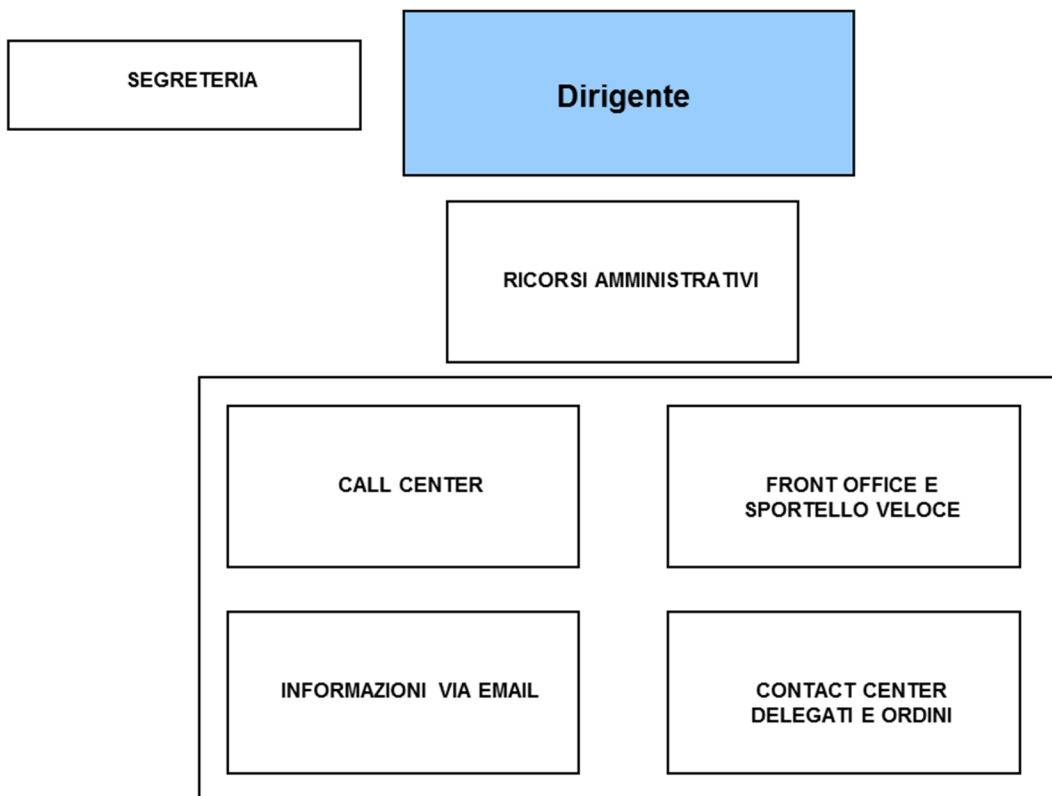 SEGRETERIA
Dirigente
RICORSI AMMINISTRATIVI
CALL CENTER
FRONT OFFICE E
SPORTELLO VELOCE
INFORMAZIONI VIA EMAIL
CONTACT CENTER
DELEGATI E ORDINI